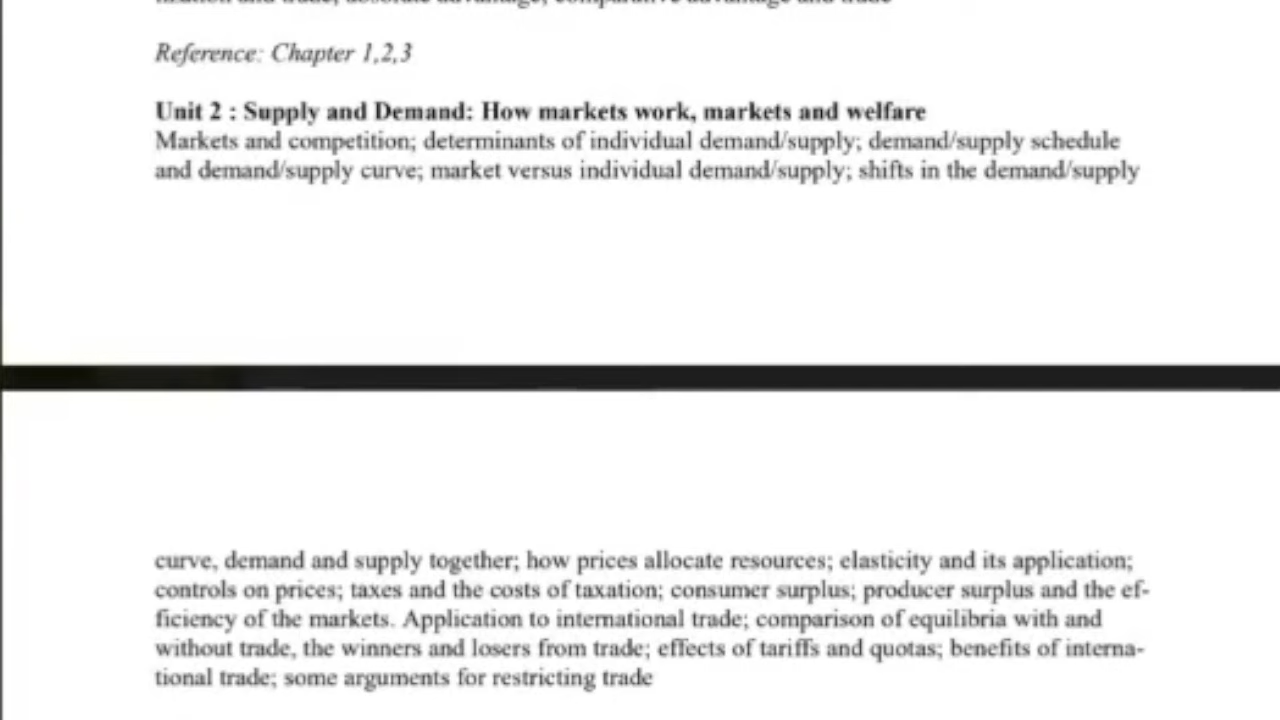 Reference: Chapter 1,2,3
Unit 2 : Supply and Demand: How markets work, markets and welfare
Markets and competition; determinants of individual demand/supply; demand/supply schedule
and demand/supply curve; market versus individual demand/supply; shifts in the demand/supply
curve, demand and supply together; how prices allocate resources; elasticity and its application;
controls on prices; taxes and the costs of taxation; consumer surplus; producer surplus and the ef-
ficiency of the markets. Application to international trade; comparison of equilibria with and
without trade, the winners and losers from trade; effects of tariffs and quotas; benefits of interna-
tional trade; some arguments for restricting trade